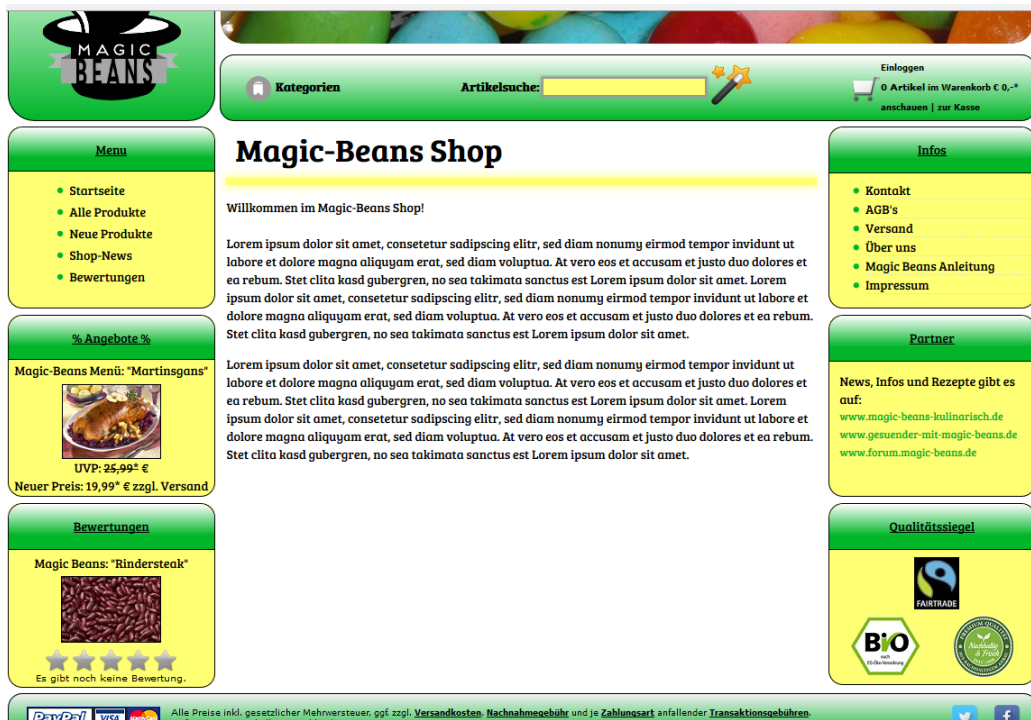 MAGIC
BEANS
Kategorien
Artikelsuche:
Einloggen
0 Artikel im Warenkorb € 0,-*
anschauen | zur Kasse
Menu
Startseite
Alle Produkte
Neue Produkte
Shop-News
Bewertungen
% Angebote %
Magic-Beans Menü: "Martinsgans"
UVP: 25,99* €
Neuer Preis: 19,99* € zzgl. Versand
Bewertungen
Magic Beans: "Rindersteak"
Es gibt noch keine Bewertung.
Magic-Beans Shop
Willkommen im Magic-Beans Shop!
Lorem ipsum dolor sit amet, consetetur sadipscing elitr, sed diam nonumy eirmod tempor invidunt ut
labore et dolore magna aliquyam erat, sed diam voluptua. At vero eos et accusam et justo duo dolores et
ea rebum. Stet clita kasd gubergren, no sea takimata sanctus est Lorem ipsum dolor sit amet. Lorem
ipsum dolor sit amet, consetetur sadipscing elitr, sed diam nonumy eirmod tempor invidunt ut labore et
dolore magna aliquyam erat, sed diam voluptua. At vero eos et accusam et justo duo dolores et ea rebum.
Stet clita kasd gubergren, no sea takimata sanctus est Lorem ipsum dolor sit amet.
Lorem ipsum dolor sit amet, consetetur sadipscing elitr, sed diam nonumy eirmod tempor invidunt ut
labore et dolore magna aliquyam erat, sed diam voluptua. At vero eos et accusam et justo duo dolores et
ea rebum. Stet clita kasd gubergren, no sea takimata sanctus est Lorem ipsum dolor sit amet. Lorem
ipsum dolor sit amet, consetetur sadipscing elitr, sed diam nonumy eirmod tempor invidunt ut labore et
dolore magna aliquyam erat, sed diam voluptua. At vero eos et accusam et justo duo dolores et ea rebum.
Stet clita kasd gubergren, no sea takimata sanctus est Lorem ipsum dolor sit amet.
Infos
Kontakt
AGB's
Versand
Über uns
Magic Beans Anleitung
Impressum
Partner
News, Infos und Rezepte gibt es
auf:
www.magic-beans-kulinarisch.de
www.gesuender-mit-magic-beans.de
www.forum.magic-beans.de
Qualitätssiegel
FAIRTRADE
BIO
nach
EG-Öko-Verordnung
PREMIUM QUALITÄT
Nachhaltig
& Frisch
PayPal VISA
Alle Preise inkl. gesetzlicher Mehrwersteuer, ggf. zzgl. Versandkosten, Nachnahmegebühr und je Zahlungsart anfallender Transaktionsgebühren.